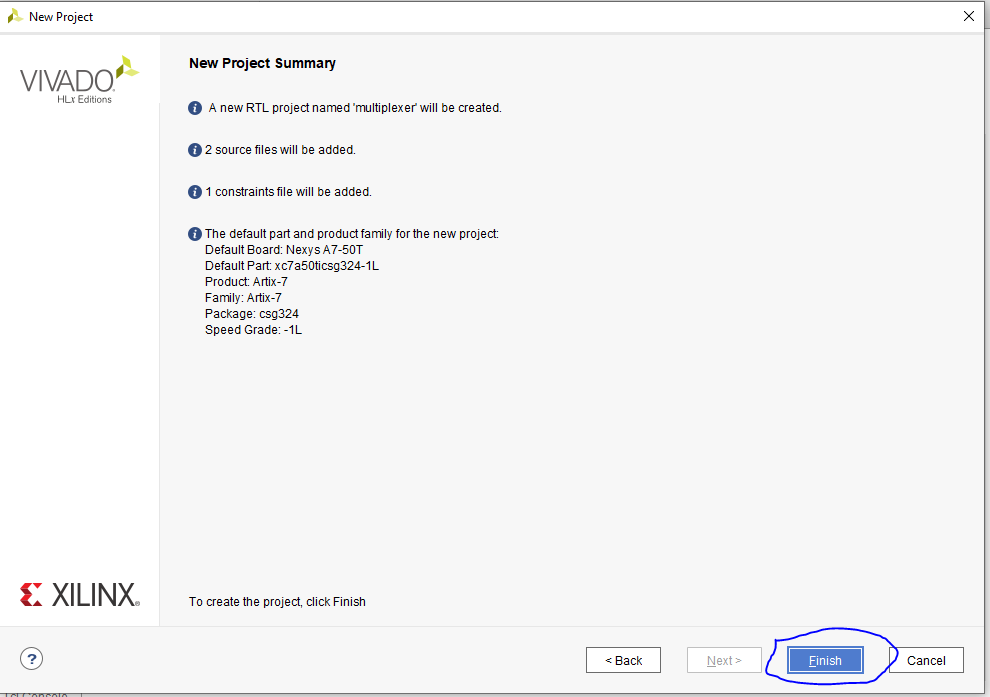 New Project
VIVADO.
HLx Editions
New Project Summary
A new RTL project named 'multiplexer' will be created.
2 source files will be added.
1 constraints file will be added.
The default part and product family for the new project:
Default Board: Nexys A7-50T
Default Part: xc7a50ticsg324-1L
Product: Artix-7
Family: Artix-7
Package: csg324
Speed Grade: -1L
XILINX®
To create the project, click Finish
? < Back Next > Finish Cancel
Tcl Console